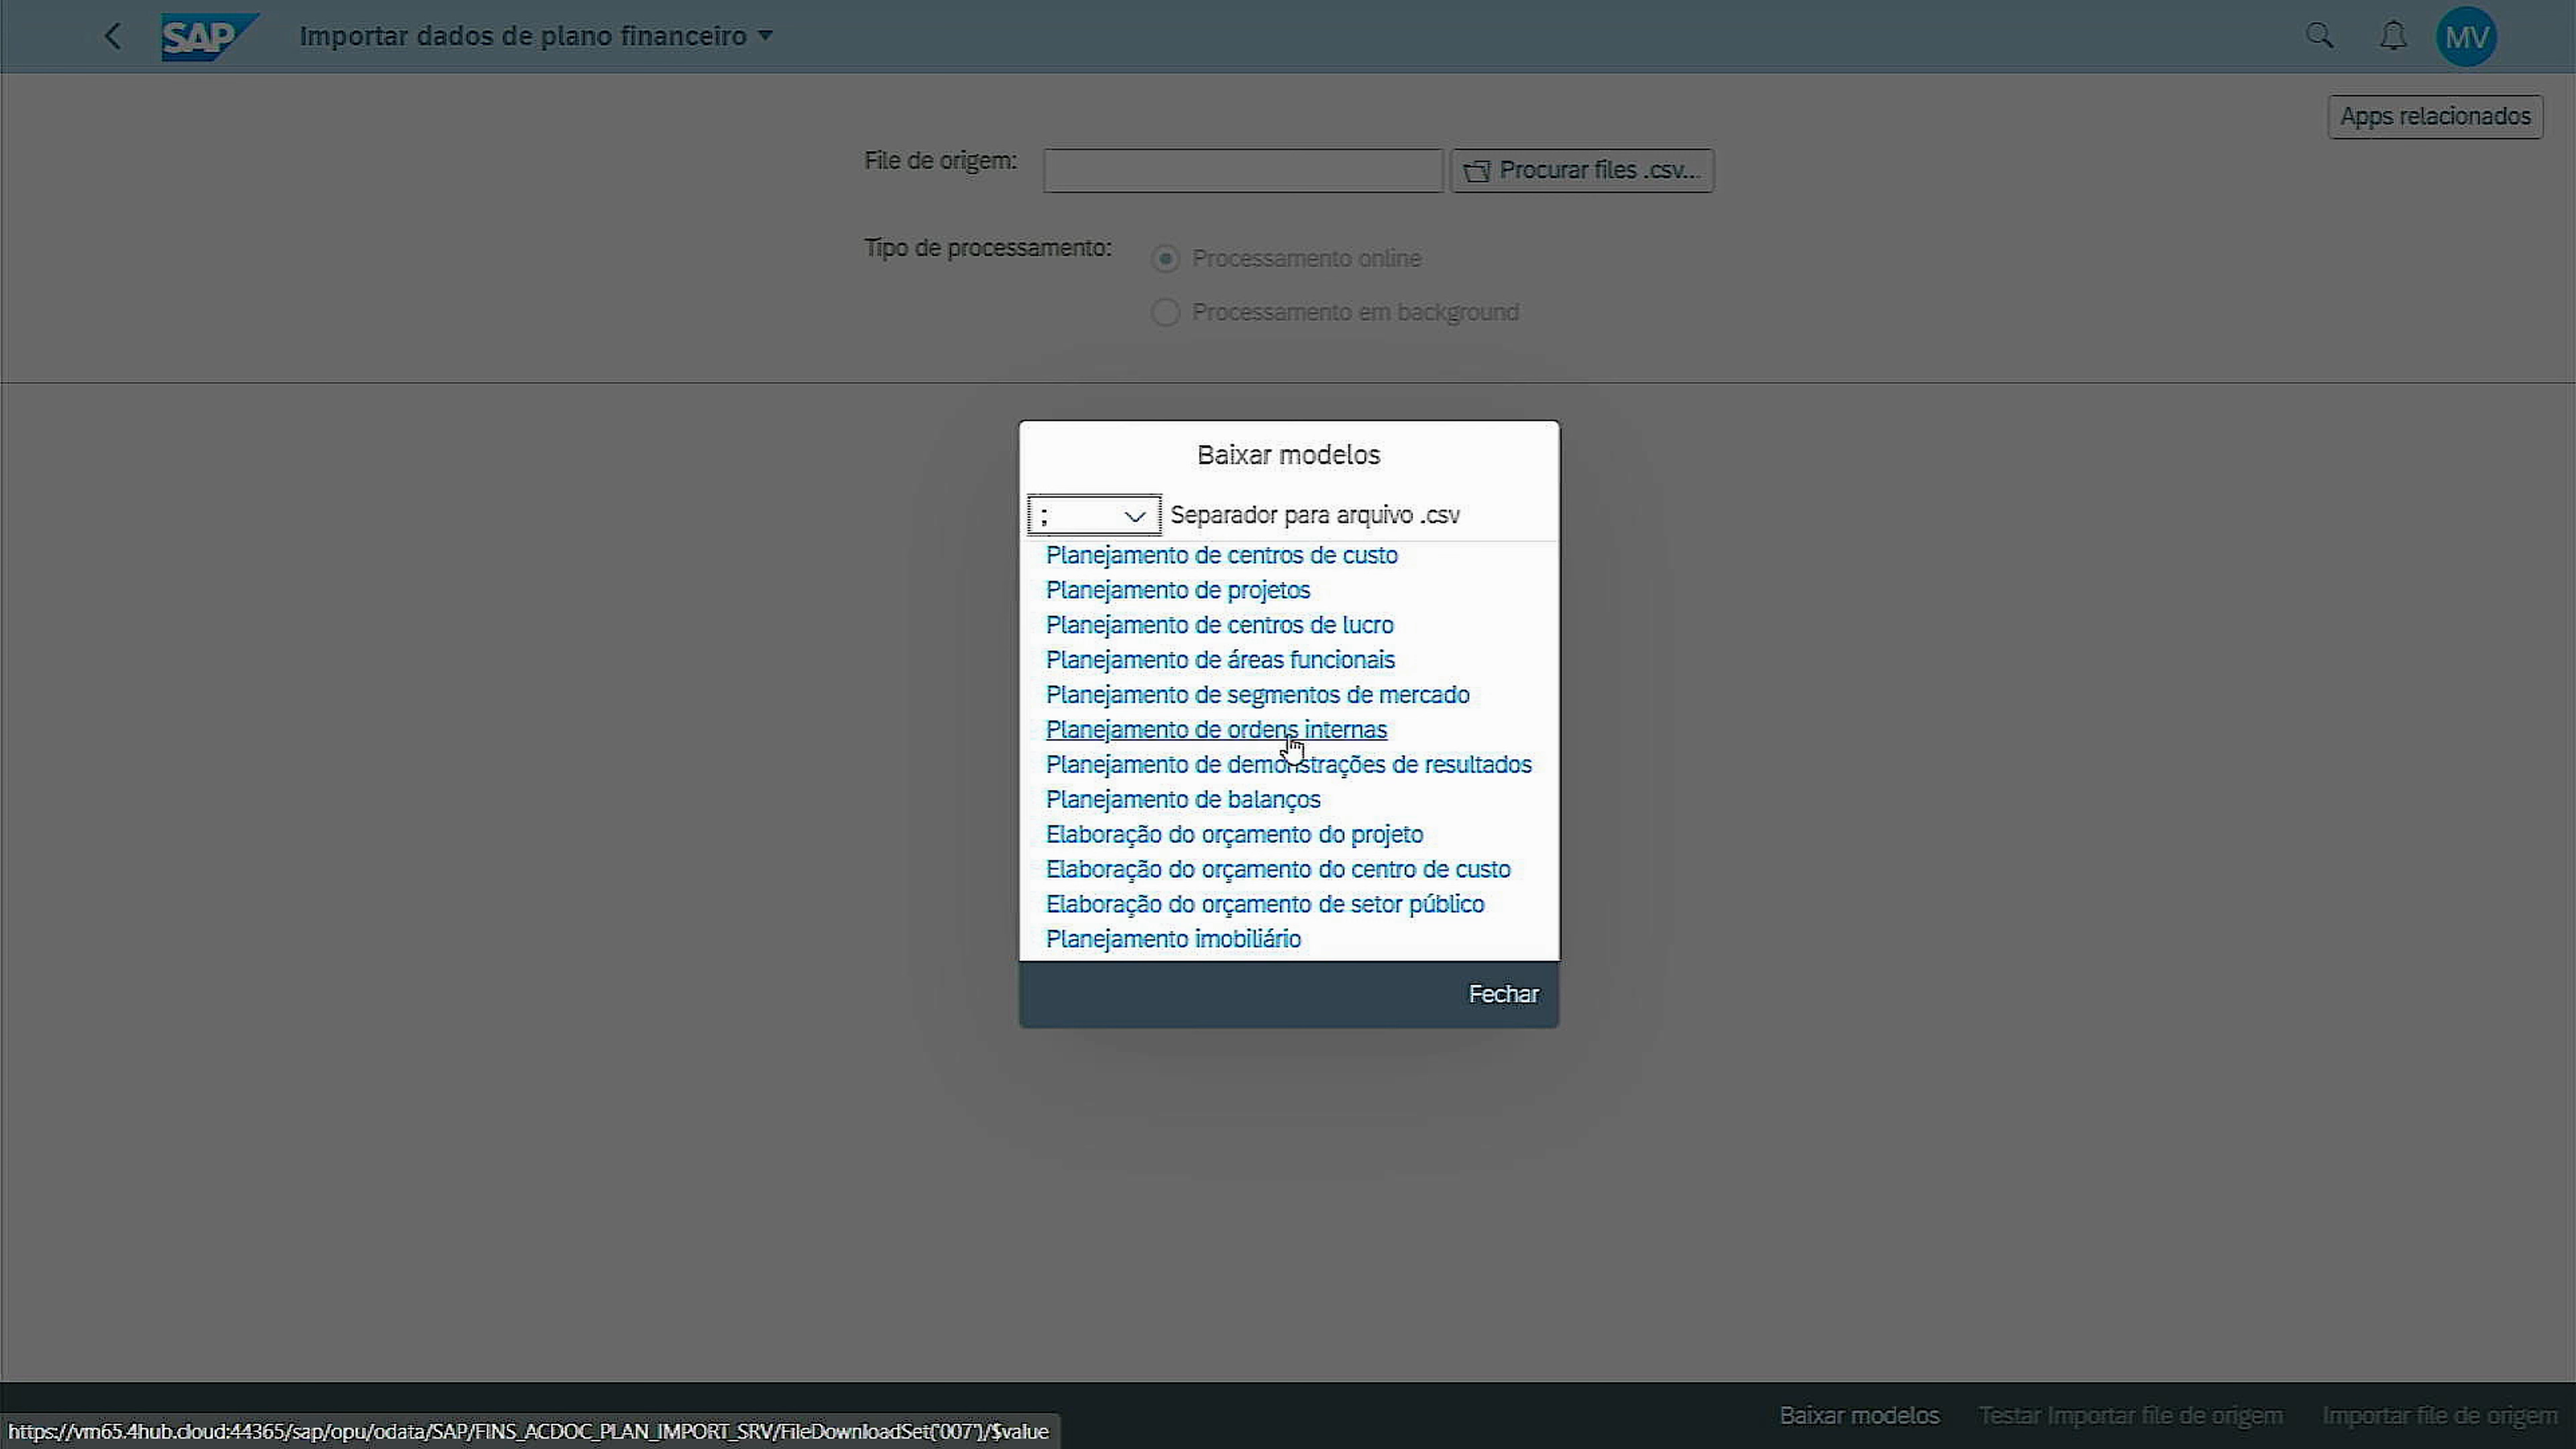 SAP Importar dados de plano financeiro MV
Apps relacionados
File de origem: Procurar files .csv...
Tipo de processamento: Processamento online
Processamento em background
Baixar modelos
; Separador para arquivo .csv
Planejamento de centros de custo
Planejamento de projetos
Planejamento de centros de lucro
Planejamento de áreas funcionais
Planejamento de segmentos de mercado
Planejamento de ordens internas
Planejamento de demonstrações de resultados
Planejamento de balanços
Elaboração do orçamento do projeto
Elaboração do orçamento do centro de custo
Elaboração do orçamento de setor público
Planejamento imobiliário
Fechar
Baixar modelos Testar Importar file de origem Importar file de origem
https://vm65.4hub.cloud:44365/sap/opu/odata/SAP/FINS_ACDOC_PLAN_IMPORT_SRV/FileDownloadSet('007')/$value